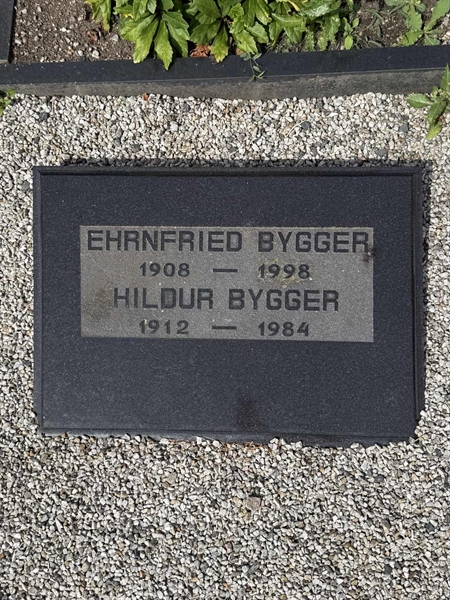 EHRNFRIED BYGGER
1908 — 1998
HILDUR BYGGER
1912 — 1984